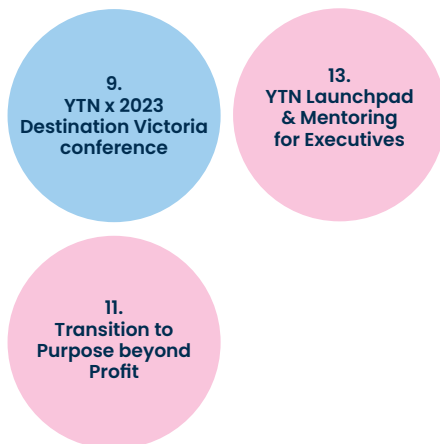 9.
YTN x 2023
Destination Victoria
conference
13.
YTN Launchpad
& Mentoring
for Executives
11.
Transition to
Purpose beyond
Profit